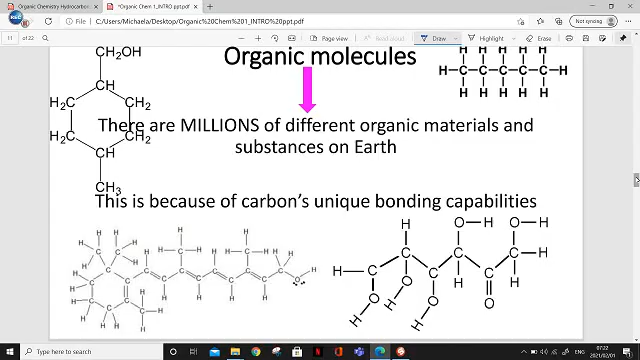 Organic Chemistry Hydrocarbon
*Organic Chem 1_INTRO ppt.pdf
File
C:/Users/Michaela/Desktop/Organic%20Chem%201_INTRO%20ppt.pdf
Not syncing
11 of 22
Page view
Read aloud
Draw
Highlight
Erase
Organic molecules
There are MILLIONS of different organic materials and
substances on Earth
This is because of carbon's unique bonding capabilities
CH₂OH
CH
H₂C CH₂
H₂C CH₂
CH
CH₃
H H H H H
H C C C C C H
H H H H H
Type here to search
ENG
07:22
2021/02/01